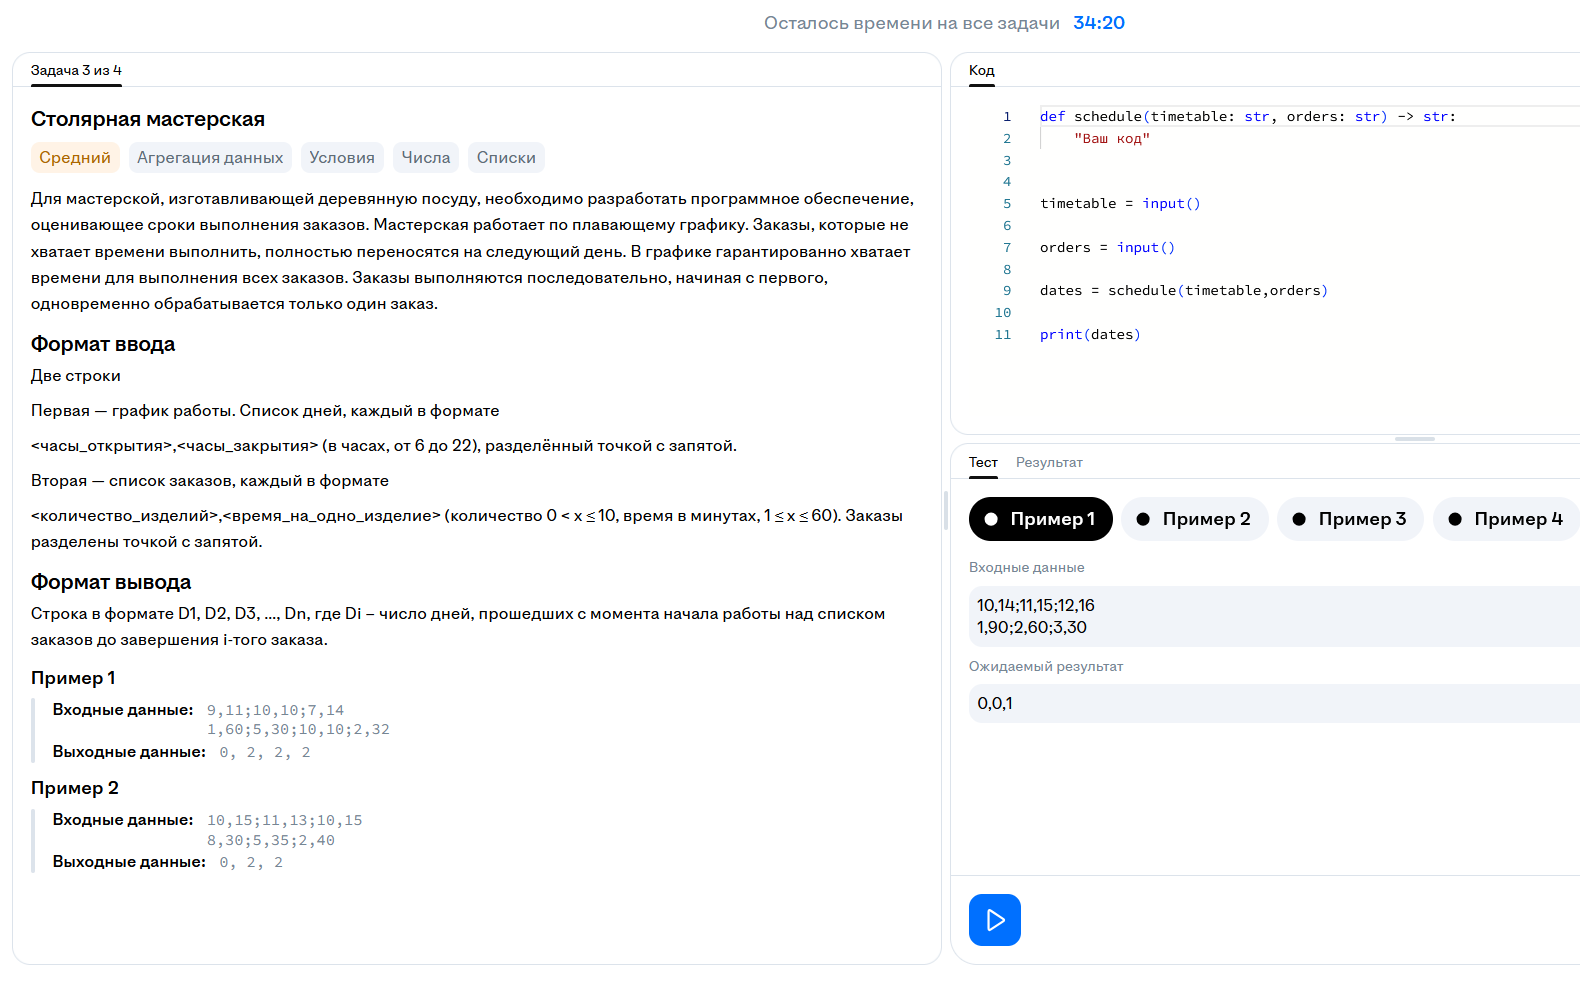 Осталось времени на все задачи 34:20
Задача 3 из 4
Столярная мастерская
Средний Агрегация данных Условия Числа Списки
Для мастерской, изготавливающей деревянную посуду, необходимо разработать программное обеспечение,
оценивающее сроки выполнения заказов. Мастерская работает по плавающему графику. Заказы, которые не
хватает времени выполнить, полностью переносятся на следующий день. В графике гарантированно хватает
времени для выполнения всех заказов. Заказы выполняются последовательно, начиная с первого,
одновременно обрабатывается только один заказ.
Формат ввода
Две строки
Первая — график работы. Список дней, каждый в формате
<часы_открытия>,<часы_закрытия> (в часах, от 6 до 22), разделённый точкой с запятой.
Вторая — список заказов, каждый в формате
<количество_изделий>,<время_на_одно_изделие> (количество 0 < x ≤ 10, время в минутах, 1 ≤ x ≤ 60). Заказы
разделены точкой с запятой.
Формат вывода
Строка в формате D1, D2, D3, ..., Dn, где Di – число дней, прошедших с момента начала работы над списком
заказов до завершения i-того заказа.
Пример 1
Входные данные: 9,11;10,10;7,14
1,60;5,30;10,10;2,32
Выходные данные: 0, 2, 2, 2
Пример 2
Входные данные: 10,15;11,13;10,15
8,30;5,35;2,40
Выходные данные: 0, 2, 2
Код
1 def schedule(timetable: str, orders: str) -> str:
2 "Ваш код"
3
4
5 timetable = input()
6
7 orders = input()
8
9 dates = schedule(timetable,orders)
10
11 print(dates)
Тест Результат
Пример 1 Пример 2 Пример 3 Пример 4
Входные данные
10,14;11,15;12,16
1,90;2,60;3,30
Ожидаемый результат
0,0,1